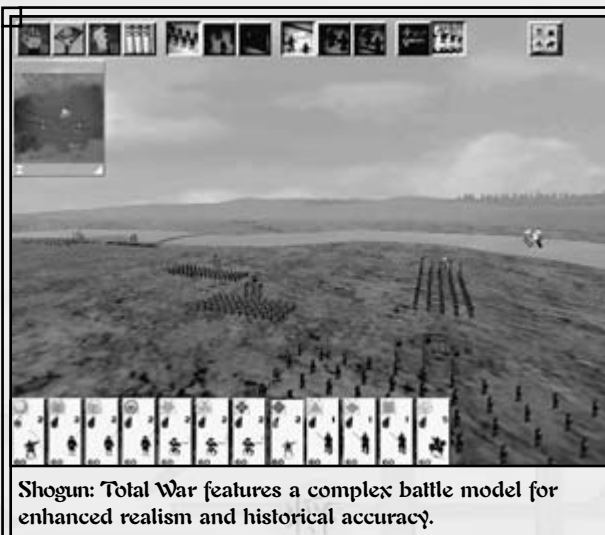 Shogun: Total War features a complex battle model for
enhanced realism and historical accuracy.